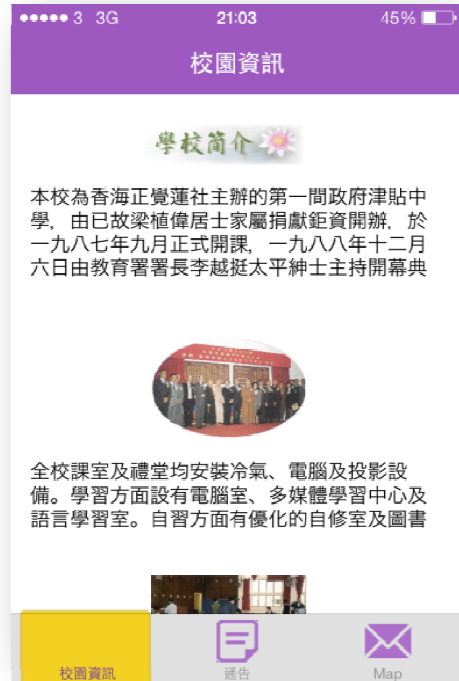 3 3G 21:03 45%
校園資訊
學校簡介
本校為香海正覺蓮社主辦的第一間政府津貼中
學，由已故梁植偉居士家屬捐獻鉅資開辦，於
一九八七年九月正式開課，一九八八年十二月
六日由教育署署長李越挺太平紳士主持開幕典
全校課室及禮堂均安裝冷氣、電腦及投影設
備。學習方面設有電腦室、多媒體學習中心及
語言學習室。自習方面有優化的自修室及圖書
校園資訊 通告 Map